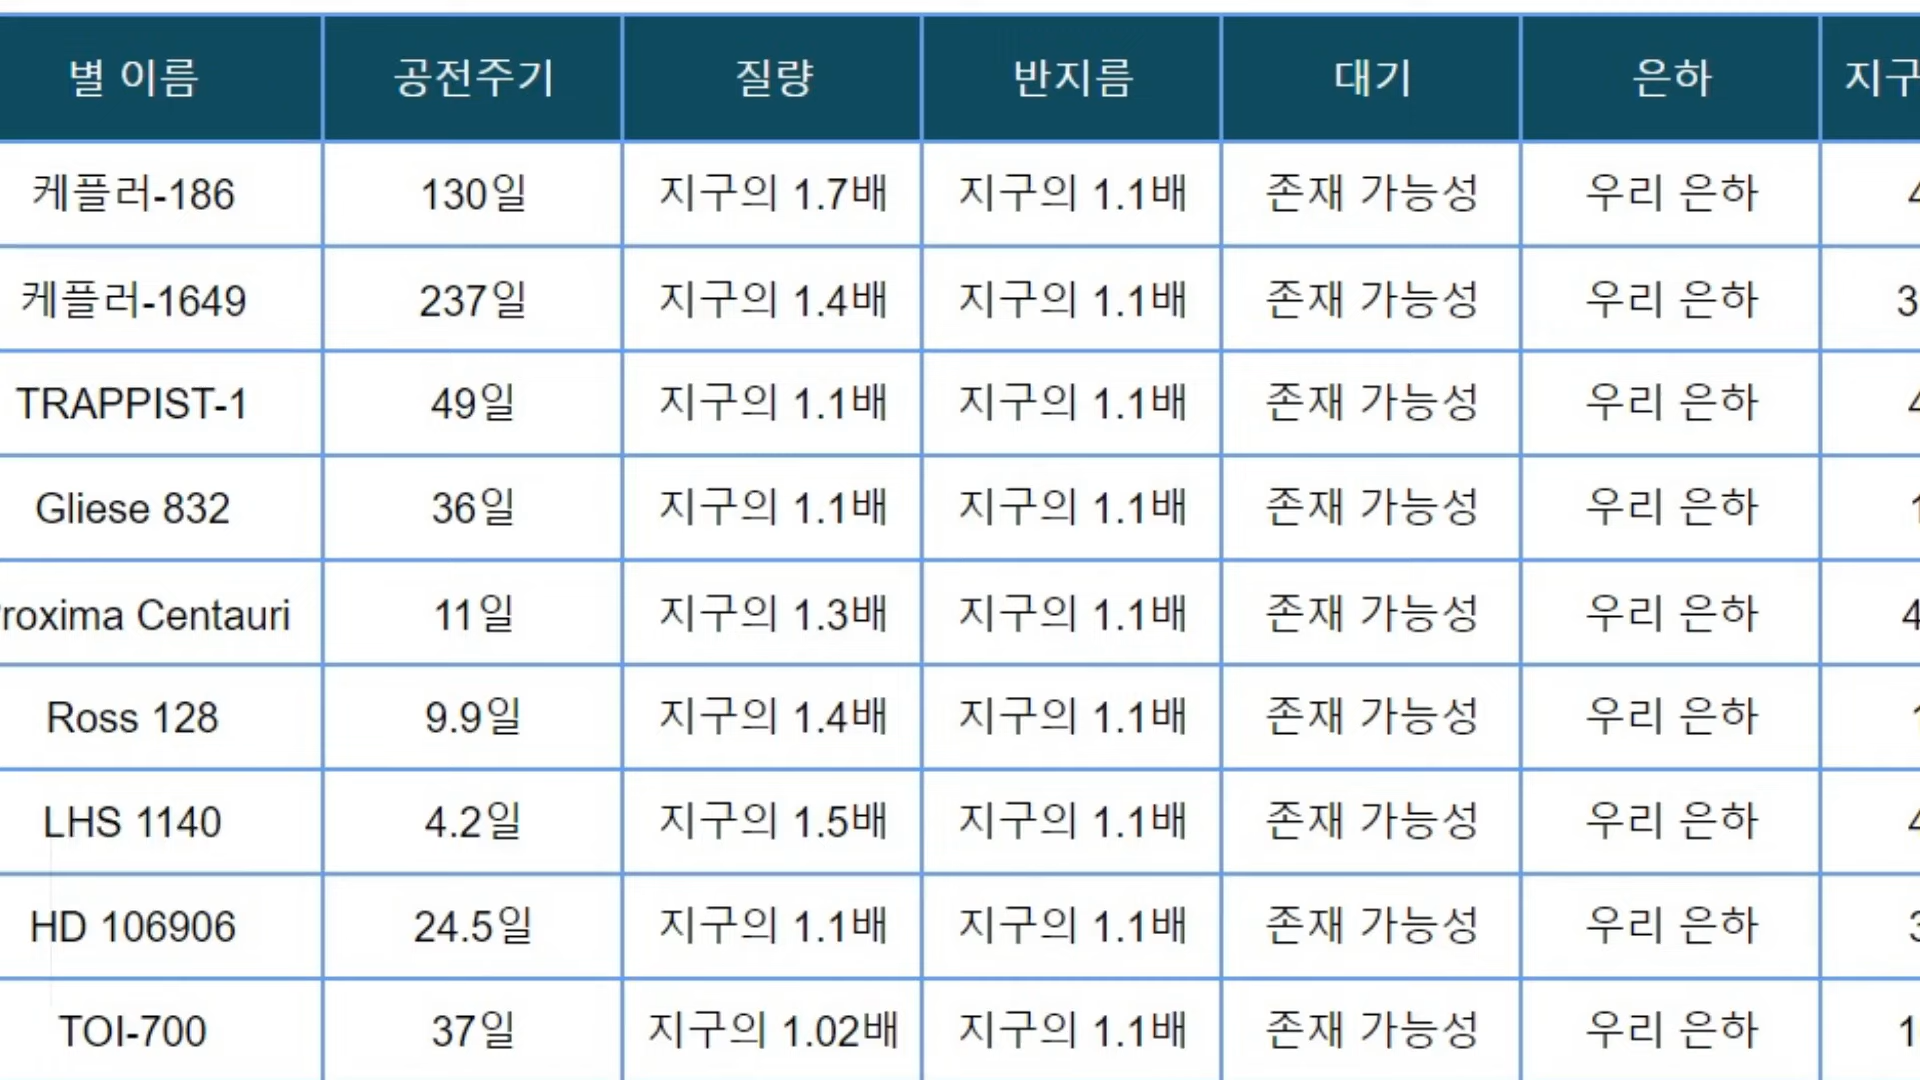 별 이름 공전주기 질량 반지름 대기 은하 지구
케플러-186 130일 지구의 1.7배 지구의 1.1배 존재 가능성 우리 은하
케플러-1649 237일 지구의 1.4배 지구의 1.1배 존재 가능성 우리 은하 3
TRAPPIST-1 49일 지구의 1.1배 지구의 1.1배 존재 가능성 우리 은하
Gliese 832 36일 지구의 1.1배 지구의 1.1배 존재 가능성 우리 은하
roxima Centauri 11일 지구의 1.3배 지구의 1.1배 존재 가능성 우리 은하 4
Ross 128 9.9일 지구의 1.4배 지구의 1.1배 존재 가능성 우리 은하
LHS 1140 4.2일 지구의 1.5배 지구의 1.1배 존재 가능성 우리 은하
HD 106906 24.5일 지구의 1.1배 지구의 1.1배 존재 가능성 우리 은하
TOI-700 37일 지구의 1.02배 지구의 1.1배 존재 가능성 우리 은하 1